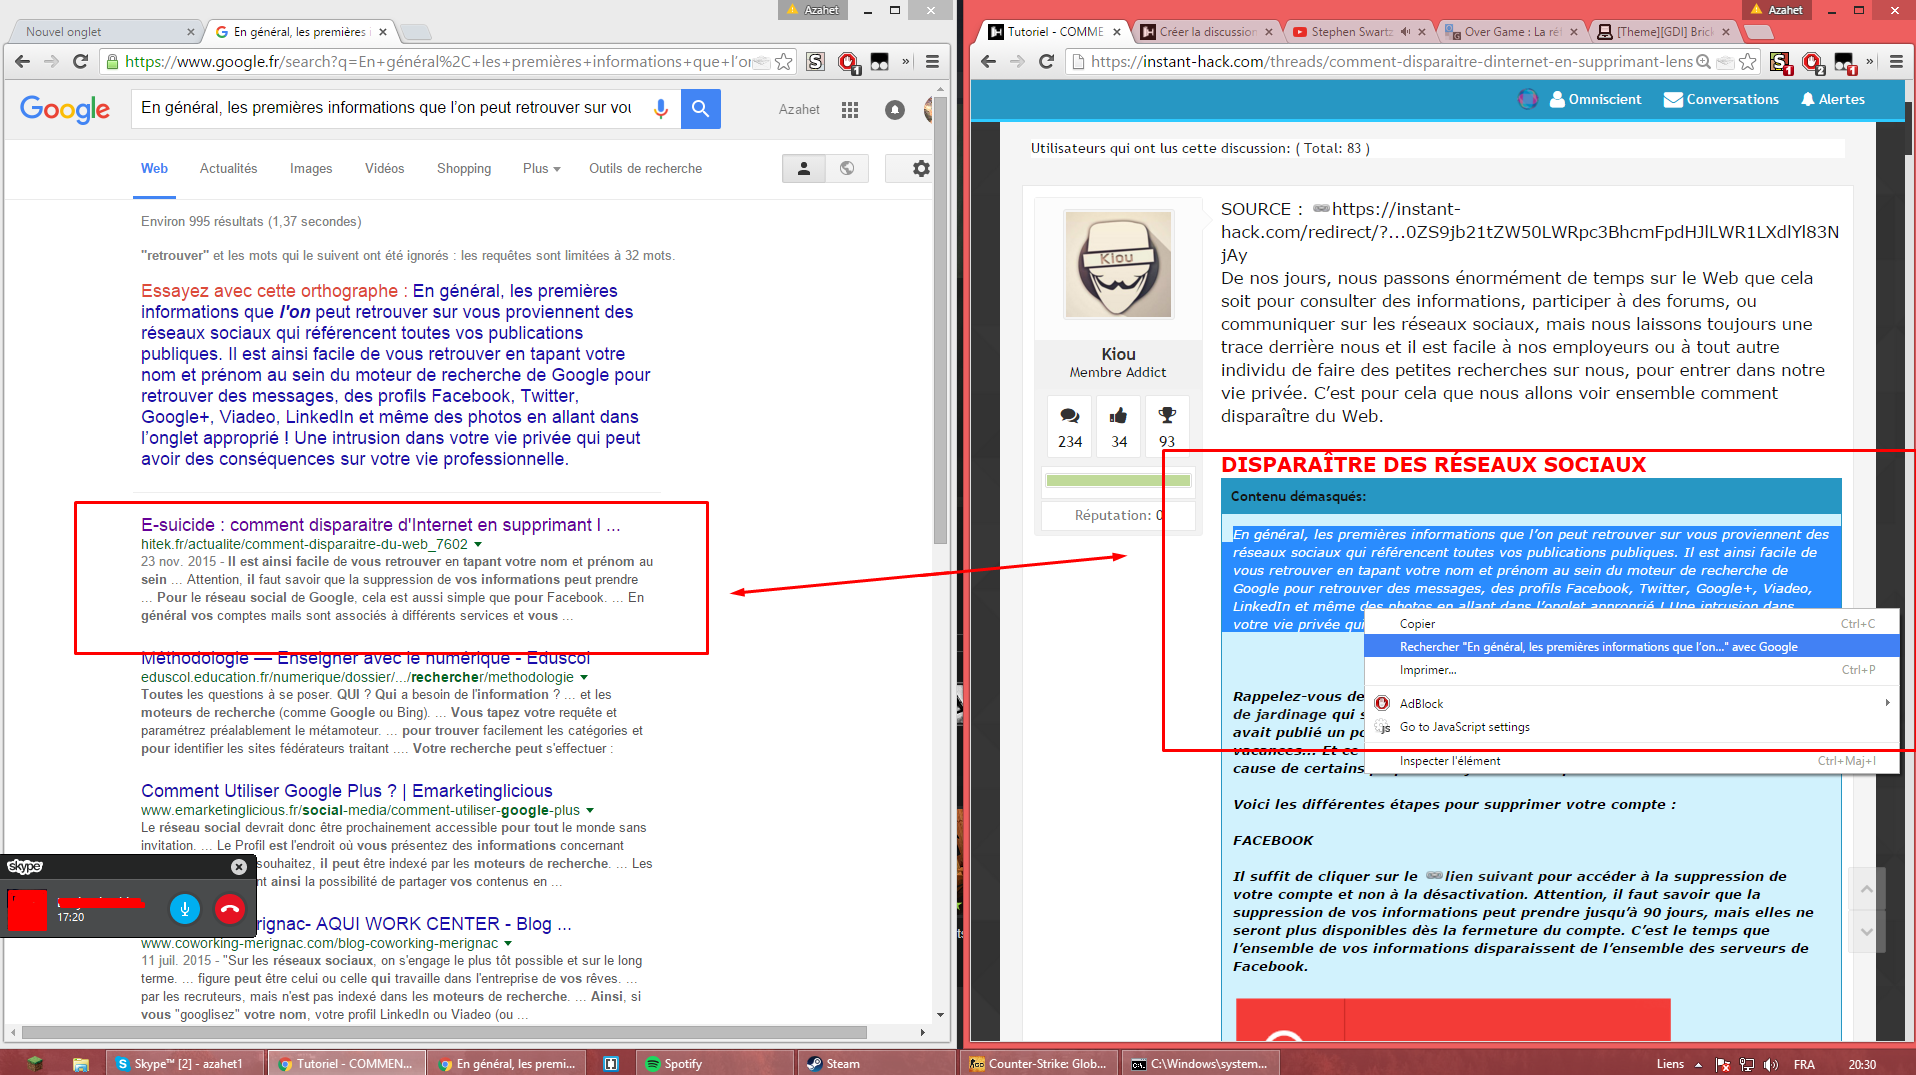 Azahet
Nouvel onglet
En général, les premières i
https://www.google.fr/search?q=En+général%2C+les+premières+informations+que+l'on
Google
En général, les premières informations que l'on peut retrouver sur vou
Azahet
Web
Actualités
Images
Vidéos
Shopping
Plus
Outils de recherche
Environ 995 résultats (1,37 secondes)
"retrouver" et les mots qui le suivent ont été ignorés : les requêtes sont limitées à 32 mots.
Essayez avec cette orthographe : En général, les premières
informations que l'on peut retrouver sur vous proviennent des
réseaux sociaux qui référencent toutes vos publications
publiques. Il est ainsi facile de vous retrouver en tapant votre
nom et prénom au sein du moteur de recherche de Google pour
retrouver des messages, des profils Facebook, Twitter,
Google+, Viadeo, LinkedIn et même des photos en allant dans
l'onglet approprié ! Une intrusion dans votre vie privée qui peut
avoir des conséquences sur votre vie professionnelle.
E-suicide : comment disparaitre d'Internet en supprimant l ...
hitek.fr/actualite/comment-disparaitre-du-web_7602
23 nov. 2015 - Il est ainsi facile de vous retrouver en tapant votre nom et prénom au
sein ... Attention, il faut savoir que la suppression de vos informations peut prendre
... Pour le réseau social de Google, cela est aussi simple que pour Facebook. ... En
général vos comptes mails sont associés à différents services et vous ...
Méthodologie — Enseigner avec le numérique - Eduscol
eduscol.education.fr/numerique/dossier/.../rechercher/methodologie
Toutes les questions à se poser. QUI ? Qui a besoin de l'information ? ... et les
moteurs de recherche (comme Google ou Bing). ... Vous tapez votre requête et
paramétrez préalablement le métamoteur. ... pour trouver facilement les catégories et
pour identifier les sites fédérateurs traitant .... Votre recherche peut s'effectuer :
Comment Utiliser Google Plus ? | Emarketinglicious
www.emarketinglicious.fr/social-media/comment-utiliser-google-plus
Le réseau social devrait donc être prochainement accessible pour tout le monde sans
invitation. ... Le Profil est l'endroit où vous présentez des informations concernant
souhaitez, il peut être indexé par les moteurs de recherche. ... Les
nt ainsi la possibilité de partager vos contenus en ...
rignac- AQUI WORK CENTER - Blog ...
www.coworking-merignac.com/blog-coworking-merignac
11 juil. 2015 - "Sur les réseaux sociaux, on s'engage le plus tôt possible et sur le long
terme. ... figure peut être celui ou celle qui travaille dans l'entreprise de vos rêves. ...
par les recruteurs, mais n'est pas indexé dans les moteurs de recherche. ... Ainsi, si
vous "googlisez" votre nom, votre profil LinkedIn ou Viadeo (ou ...
skype
17:20
Azahet
Tutoriel - COMME
Créer la discussion
Stephen Swartz
Over Game : La ré
[Theme][GDI] Brick
https://instant-hack.com/threads/comment-disparaitre-dinternet-en-supprimant-lens
1
2
1
Omniscient
Conversations
Alertes
Utilisateurs qui ont lus cette discussion: ( Total: 83 )
Kiou
Kiou
Membre Addict
234
34
93
Réputation: 0
SOURCE : https://instant-
hack.com/redirect/?...0ZS9jb21tZW50LWRpc3BhcmFpdHJlLWR1LXdlYl83N
jAy
De nos jours, nous passons énormément de temps sur le Web que cela
soit pour consulter des informations, participer à des forums, ou
communiquer sur les réseaux sociaux, mais nous laissons toujours une
trace derrière nous et il est facile à nos employeurs ou à tout autre
individu de faire des petites recherches sur nous, pour entrer dans notre
vie privée. C'est pour cela que nous allons voir ensemble comment
disparaître du Web.
DISPARAÎTRE DES RÉSEAUX SOCIAUX
Contenu démasqués:
En général, les premières informations que l'on peut retrouver sur vous proviennent des
réseaux sociaux qui référencent toutes vos publications publiques. Il est ainsi facile de
vous retrouver en tapant votre nom et prénom au sein du moteur de recherche de
Google pour retrouver des messages, des profils Facebook, Twitter, Google+, Viadeo,
LinkedIn et même des photos en allant dans l'onglet approprié ! Une intrusion dans
votre vie privée qui
Copier Ctrl+C
Rechercher "En général, les premières informations que l'on..." avec Google
Imprimer... Ctrl+P
AdBlock
Go to JavaScript settings
Inspecter l'élément Ctrl+Maj+I
Rappelez-vous de
de jardinage qui s
avait publié un po
vacances... Et ce
cause de certains
Voici les différentes étapes pour supprimer votre compte :
FACEBOOK
Il suffit de cliquer sur le lien suivant pour accéder à la suppression de
votre compte et non à la désactivation. Attention, il faut savoir que la
suppression de vos informations peut prendre jusqu'à 90 jours, mais elles ne
seront plus disponibles dès la fermeture du compte. C'est le temps que
l'ensemble de vos informations disparaissent de l'ensemble des serveurs de
Facebook.
Skype™ [2] - azahet1
Tutoriel - COMMEN...
En général, les premi...
Spotify
Steam
Counter-Strike: Glob...
C:\Windows\system...
Liens
FRA
20:30